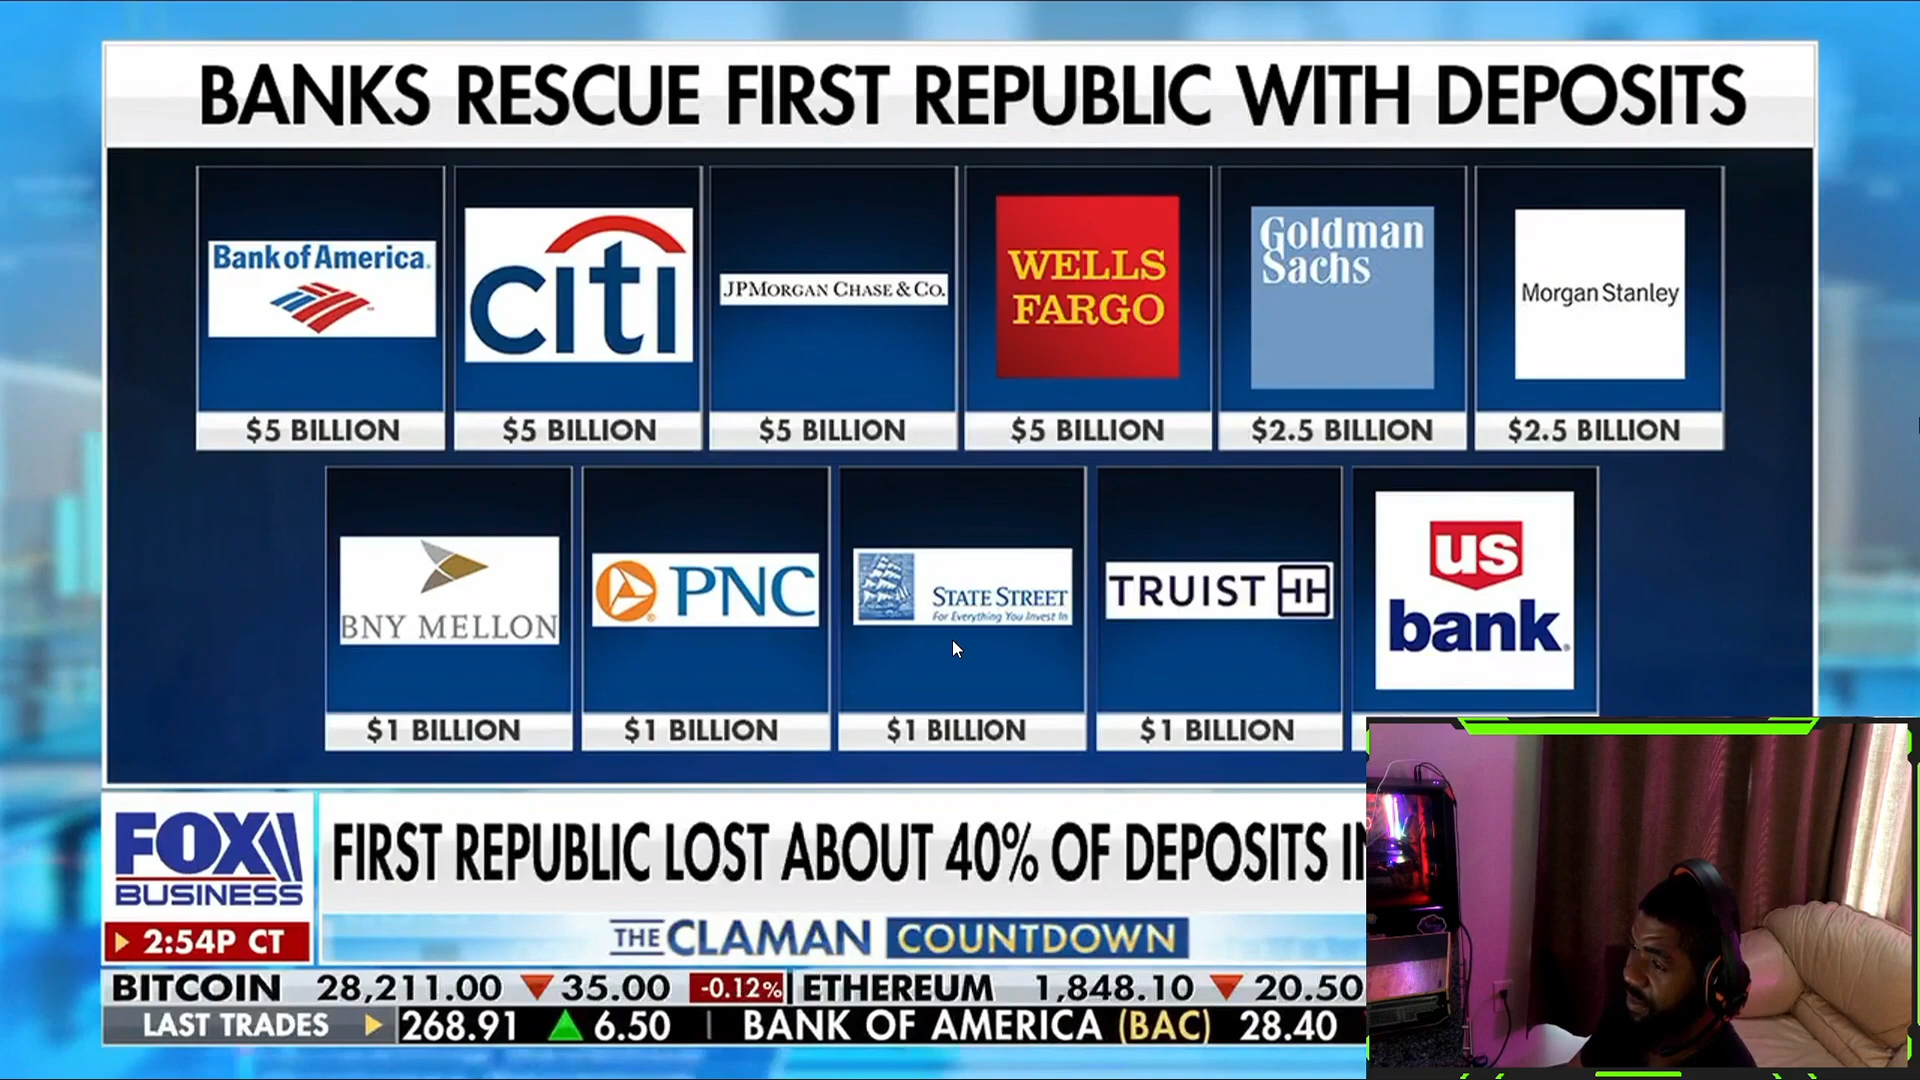 BANKS RESCUE FIRST REPUBLIC WITH DEPOSITS
Bank of America
citi
JPMORGAN CHASE & CO.
WELLS
FARGO
Goldman
Sachs
Morgan Stanley
$5 BILLION
$5 BILLION
$5 BILLION
$5 BILLION
$2.5 BILLION
$2.5 BILLION
BNY MELLON
PNC
STATE STREET
For Everything You Invest In
TRUIST
us
bank
$1 BILLION
$1 BILLION
$1 BILLION
$1 BILLION
FOX
BUSINESS
FIRST REPUBLIC LOST ABOUT 40% OF DEPOSITS
2:54P CT
THE CLAMAN COUNTDOWN
BITCOIN 28,211.00 ▼ 35.00 -0.12% ETHEREUM 1,848.10 ▼ 20.50
LAST TRADES 268.91 ▲ 6.50 BANK OF AMERICA (BAC) 28.40